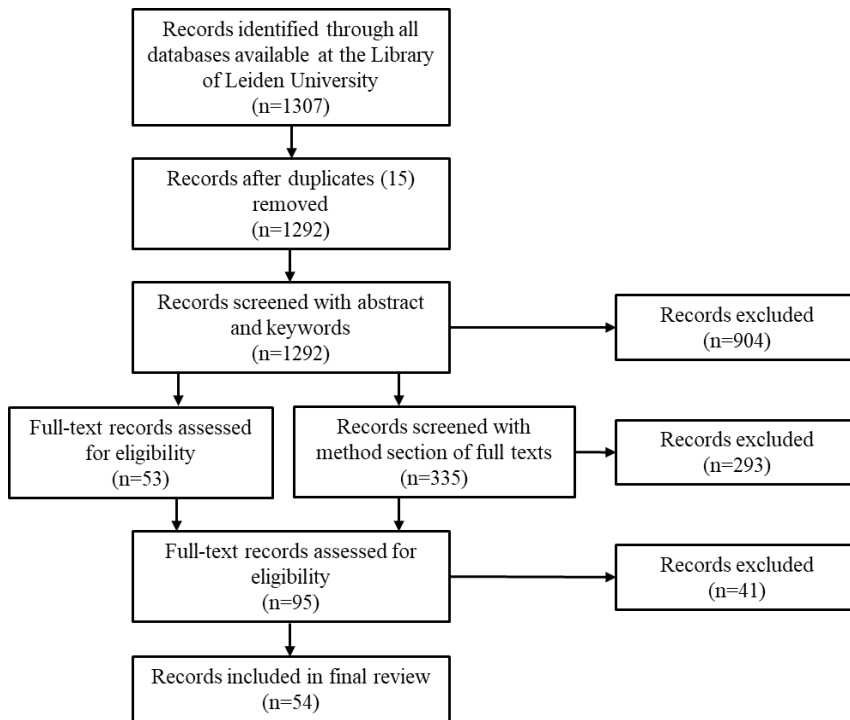 Records identified through all
databases available at the Library
of Leiden University
(n=1307)
Records after duplicates (15)
removed
(n=1292)
Records screened with abstract
and keywords
(n=1292)
Records excluded
(n=904)
Full-text records assessed
for eligibility
(n=53)
Records screened with
method section of full texts
(n=335)
Records excluded
(n=293)
Full-text records assessed for
eligibility
(n=95)
Records excluded
(n=41)
Records included in final review
(n=54)